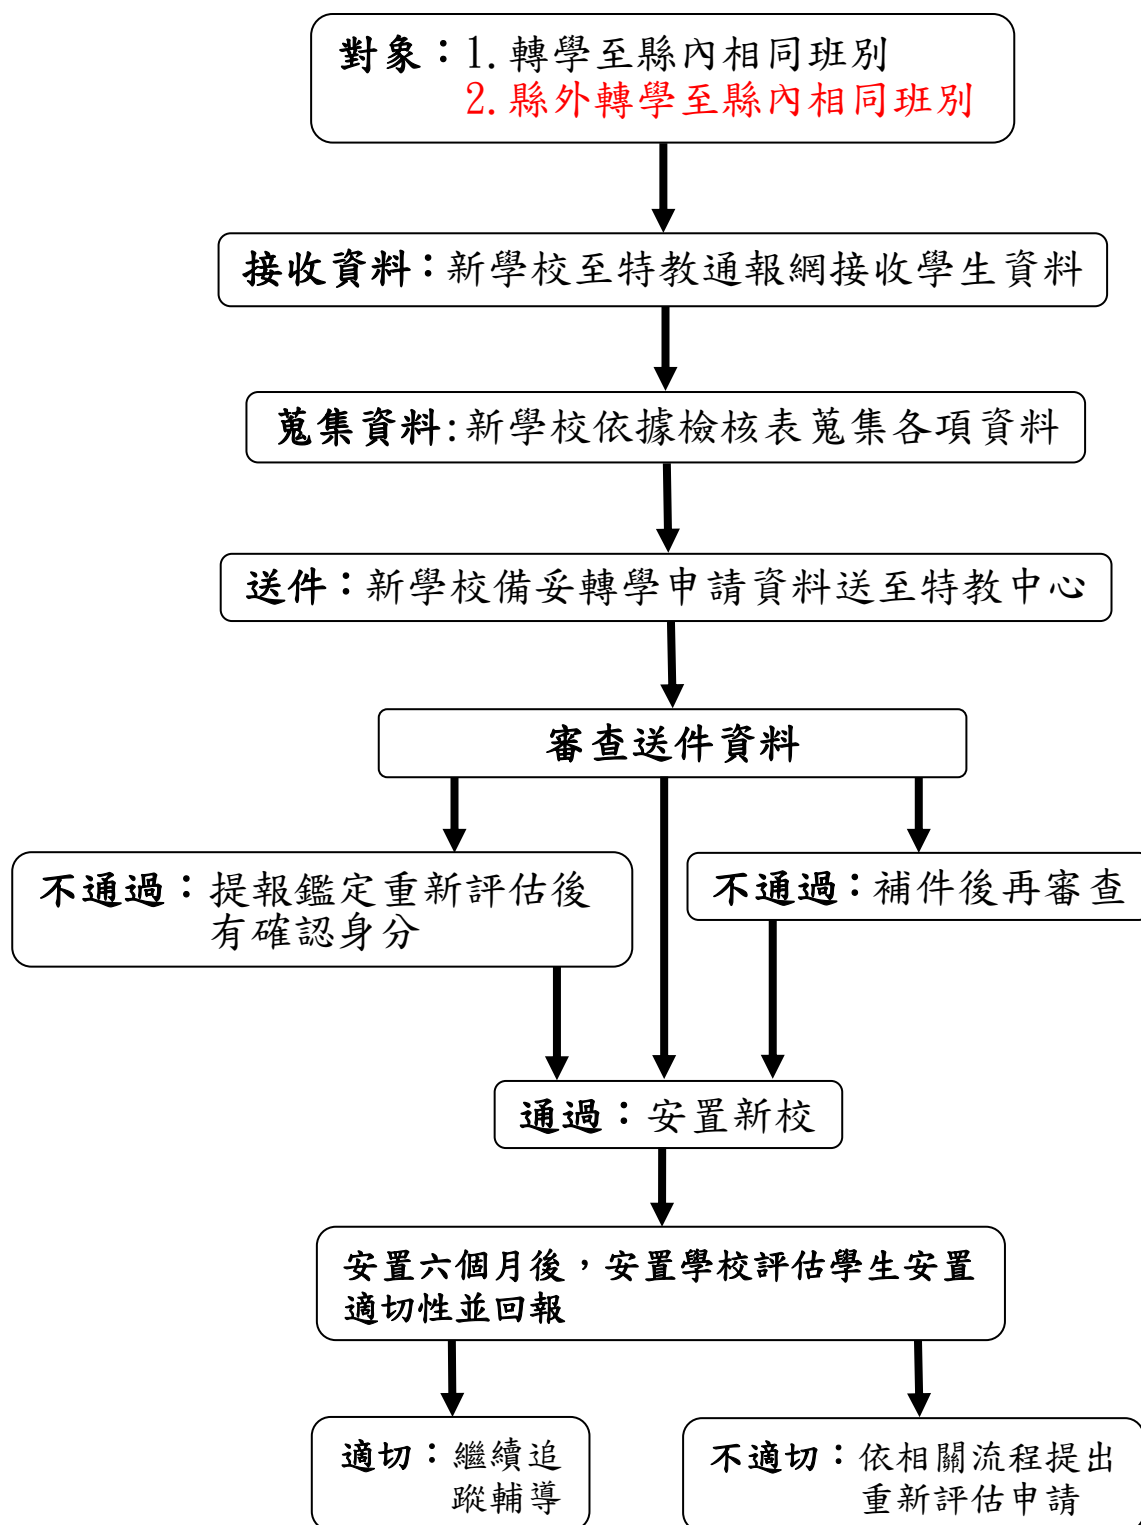 對象：1.轉學至縣內相同班別
2.縣外轉學至縣內相同班別
接收資料：新學校至特教通報網接收學生資料
蒐集資料:新學校依據檢核表蒐集各項資料
送件：新學校備妥轉學申請資料送至特教中心
審查送件資料
不通過：提報鑑定重新評估後
有確認身分
不通過：補件後再審查
通過：安置新校
安置六個月後，安置學校評估學生安置
適切性並回報
適切：繼續追
蹤輔導
不適切：依相關流程提出
重新評估申請